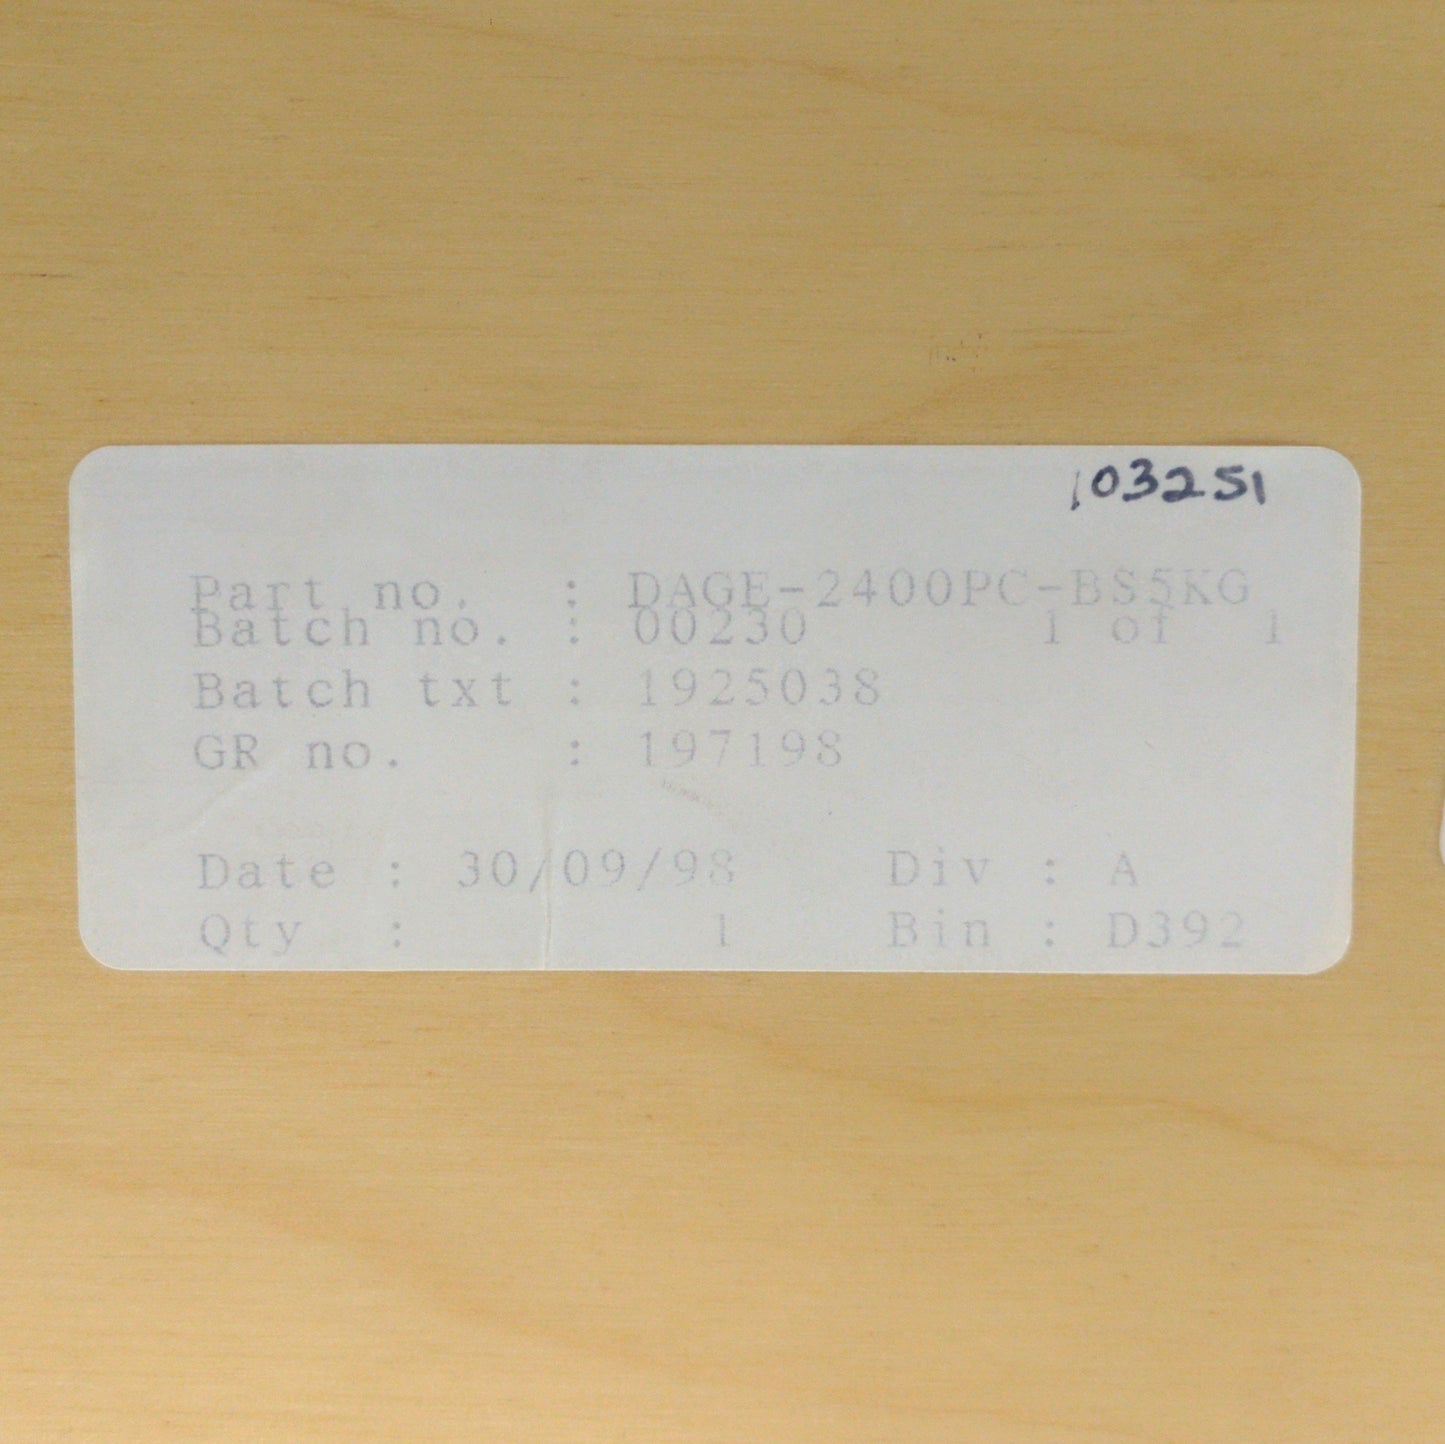 103251
Part no. : DAGE-2400PC-BS5KG
Batch no. : 00230 1 of 1
Batch txt : 1925038
GR no. : 197198
Date : 30/09/98 Div : A
Qty : 1 Bin : D392